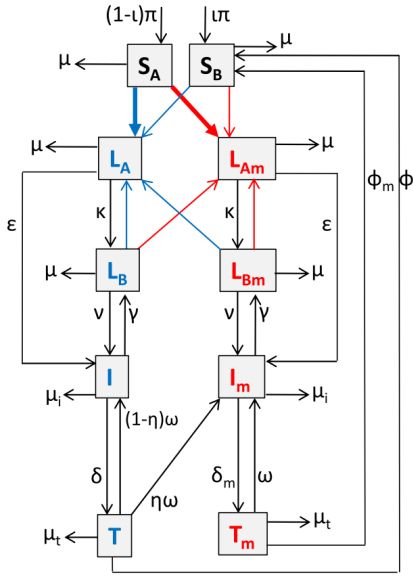 (1-ι)π ιπ
μ S_A S_B μ
μ L_A L_Am μ
ε κ κ ε ϕ_m ϕ
μ L_B L_Bm μ
ν γ ν γ
I I_m
μ_i (1-η)ω μ_i
δ ηω δ_m ω
μ_t T T_m μ_t